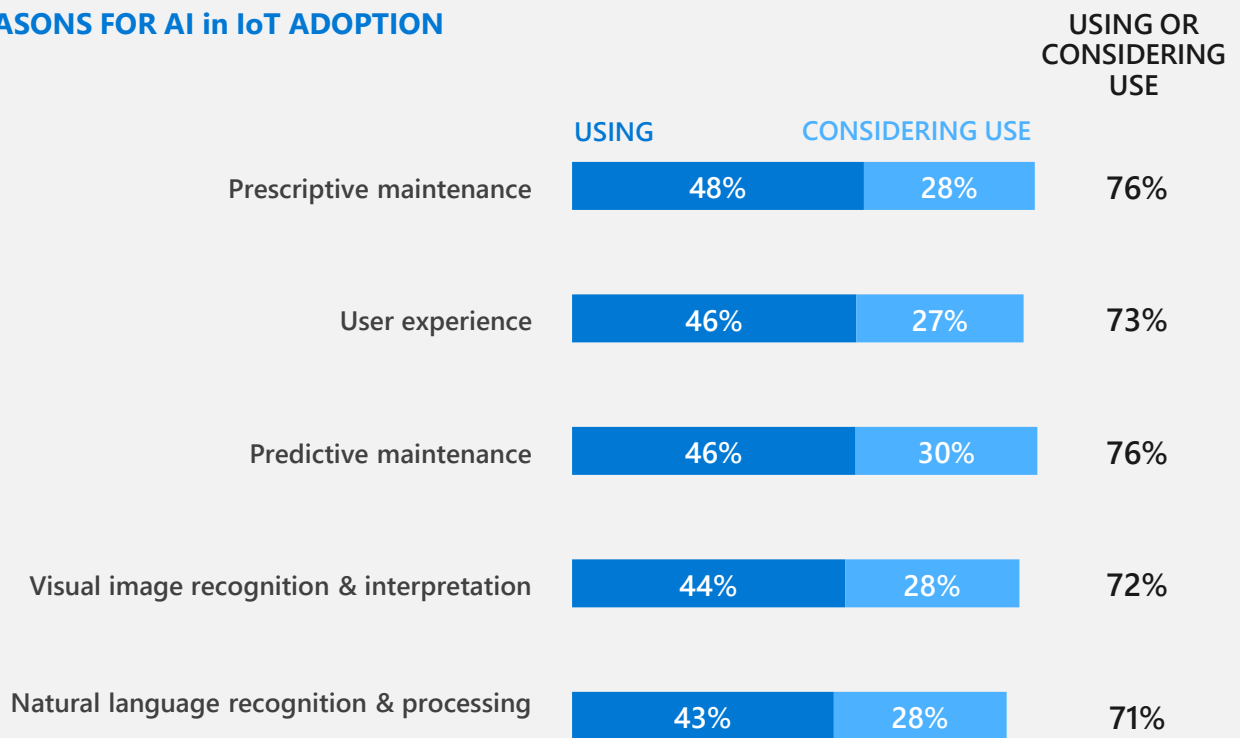 ASONS FOR AI in IoT ADOPTION
USING OR
CONSIDERING
USE
USING CONSIDERING USE
Prescriptive maintenance 48% 28% 76%
User experience 46% 27% 73%
Predictive maintenance 46% 30% 76%
Visual image recognition & interpretation 44% 28% 72%
Natural language recognition & processing 43% 28% 71%